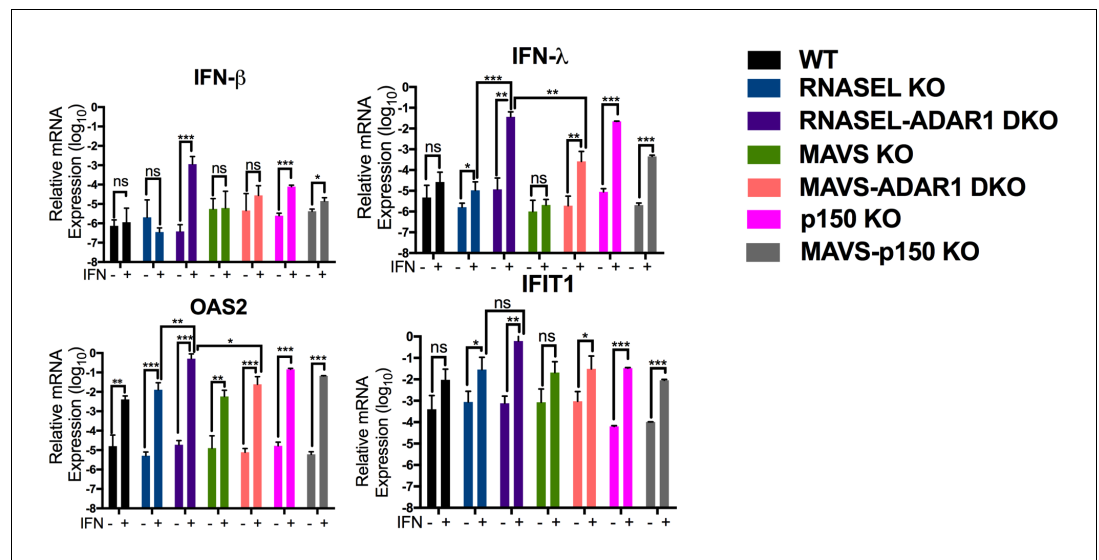 IFN-β
Relative mRNA
Expression (log10)
0
-1
-2
-3
-4
-5
-6
-7
-8
ns
ns
***
ns
ns
***
*
IFN - + - + - + - + - + - + - +
IFN-λ
Relative mRNA
Expression (log10)
0
-1
-2
-3
-4
-5
-6
-7
-8
***
**
ns
*
**
ns
**
***
***
- + - + - + - + - + - + - +
WT
RNASEL KO
RNASEL-ADAR1 DKO
MAVS KO
MAVS-ADAR1 DKO
p150 KO
MAVS-p150 KO
OAS2
Relative mRNA
Expression (log10)
0
-1
-2
-3
-4
-5
-6
-7
-8
**
*
**
***
***
**
***
***
***
IFN - + - + - + - + - + - + - +
IFIT1
Relative mRNA
Expression (log10)
-0
-1
-2
-3
-4
-5
-6
-7
-8
ns
ns
*
**
ns
*
***
***
IFN - + - + - + - + - + - + - +